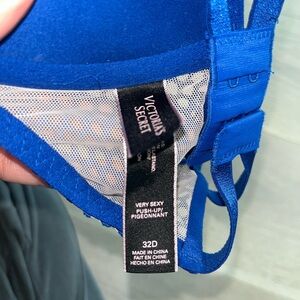 VICTORIA'S
SECRET
VERY SEXY
PUSH-UP/
PIGEONNANT
32D
MADE IN CHINA
FAIT EN CHINE
HECHO EN CHINA